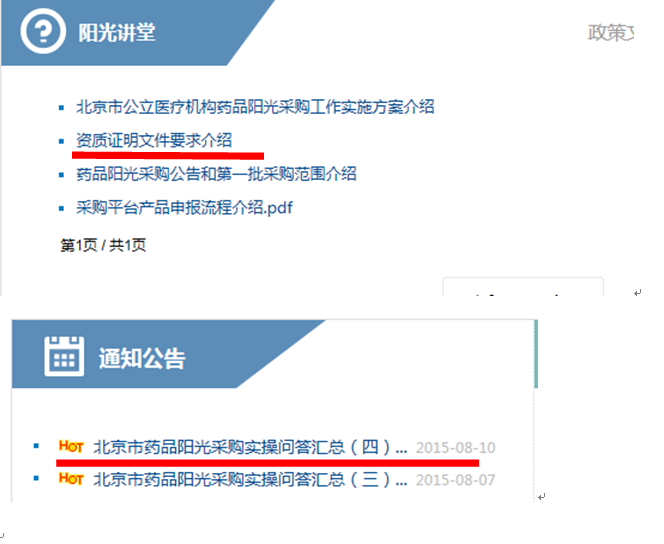 阳光讲堂
政策文
北京市公立医疗机构药品阳光采购工作实施方案介绍
资质证明文件要求介绍
药品阳光采购公告和第一批采购范围介绍
采购平台产品申报流程介绍.pdf
第1页 / 共1页
通知公告
HOT 北京市药品阳光采购实操问答汇总（四）... 2015-08-10
HOT 北京市药品阳光采购实操问答汇总（三）... 2015-08-07